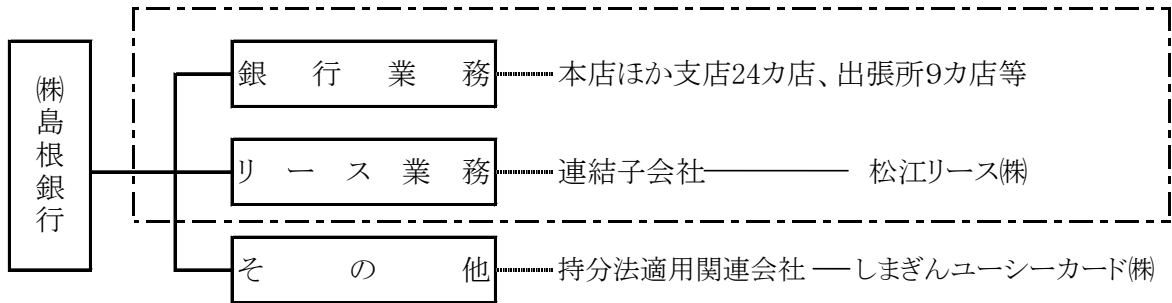 ㈱島根銀行
銀行業務 本店ほか支店24カ店、出張所9カ店等
リース業務 連結子会社 松江リース㈱
その他 持分法適用関連会社 しまぎんユーシーカード㈱